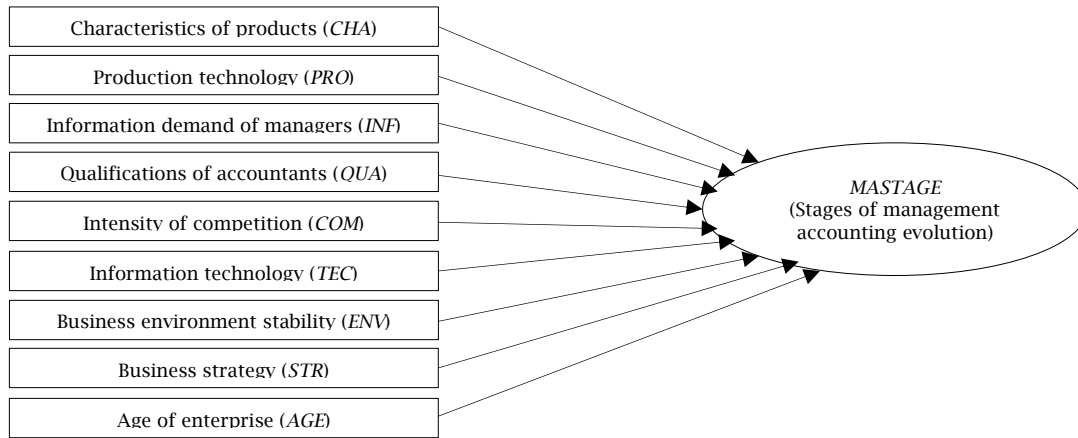 Characteristics of products (CHA)
Production technology (PRO)
Information demand of managers (INF)
Qualifications of accountants (QUA)
Intensity of competition (COM)
Information technology (TEC)
Business environment stability (ENV)
Business strategy (STR)
Age of enterprise (AGE)
MASTAGE
(Stages of management
accounting evolution)